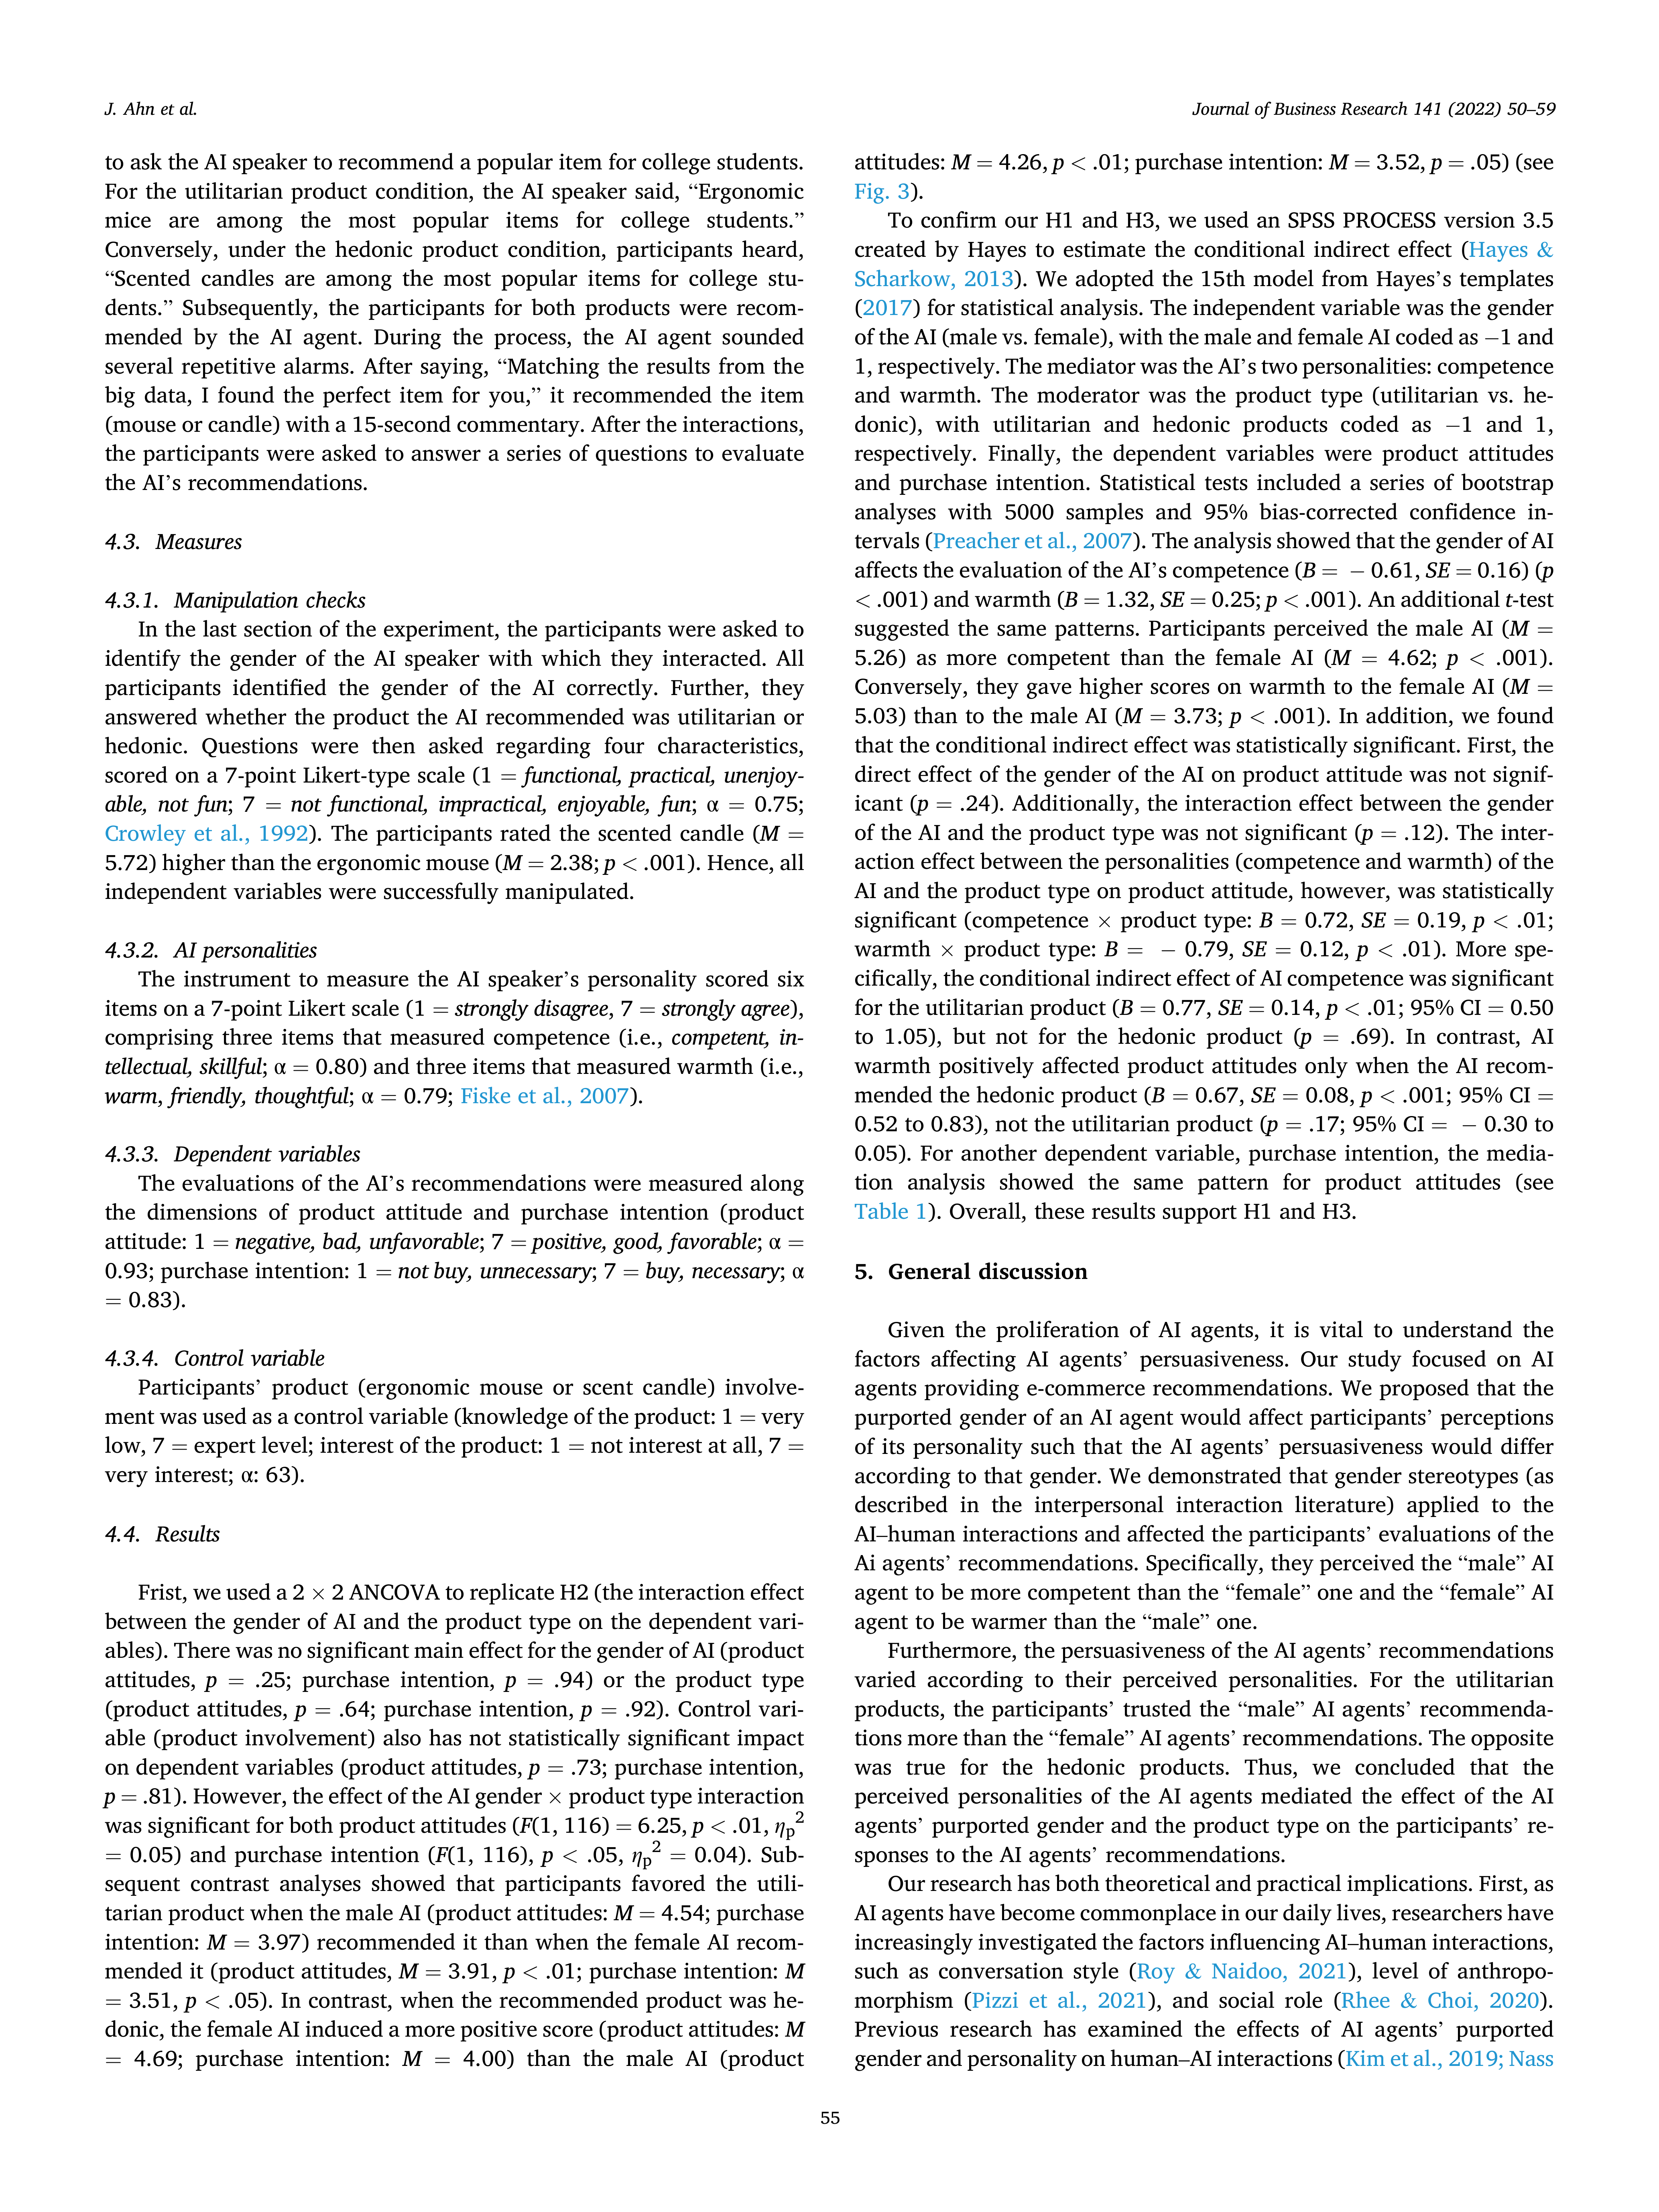 J. Ahn et al.
Journal of Business Research 141 (2022) 50–59
to ask the AI speaker to recommend a popular item for college students.
For the utilitarian product condition, the AI speaker said, “Ergonomic
mice are among the most popular items for college students.”
Conversely, under the hedonic product condition, participants heard,
“Scented candles are among the most popular items for college stu-
dents.” Subsequently, the participants for both products were recom-
mended by the AI agent. During the process, the AI agent sounded
several repetitive alarms. After saying, “Matching the results from the
big data, I found the perfect item for you,” it recommended the item
(mouse or candle) with a 15-second commentary. After the interactions,
the participants were asked to answer a series of questions to evaluate
the AI’s recommendations.
4.3. Measures
4.3.1. Manipulation checks
In the last section of the experiment, the participants were asked to
identify the gender of the AI speaker with which they interacted. All
participants identified the gender of the AI correctly. Further, they
answered whether the product the AI recommended was utilitarian or
hedonic. Questions were then asked regarding four characteristics,
scored on a 7-point Likert-type scale (1 = functional, practical, unenjoy-
able, not fun; 7 = not functional, impractical, enjoyable, fun; α = 0.75;
Crowley et al., 1992). The participants rated the scented candle (M =
5.72) higher than the ergonomic mouse (M = 2.38; p < .001). Hence, all
independent variables were successfully manipulated.
4.3.2. AI personalities
The instrument to measure the AI speaker’s personality scored six
items on a 7-point Likert scale (1 = strongly disagree, 7 = strongly agree),
comprising three items that measured competence (i.e., competent, in-
tellectual, skillful; α = 0.80) and three items that measured warmth (i.e.,
warm, friendly, thoughtful; α = 0.79; Fiske et al., 2007).
4.3.3. Dependent variables
The evaluations of the AI’s recommendations were measured along
the dimensions of product attitude and purchase intention (product
attitude: 1 = negative, bad, unfavorable; 7 = positive, good, favorable; α =
0.93; purchase intention: 1 = not buy, unnecessary; 7 = buy, necessary; α
= 0.83).
4.3.4. Control variable
Participants’ product (ergonomic mouse or scent candle) involve-
ment was used as a control variable (knowledge of the product: 1 = very
low, 7 = expert level; interest of the product: 1 = not interest at all, 7 =
very interest; α: 63).
4.4. Results
Frist, we used a 2 × 2 ANCOVA to replicate H2 (the interaction effect
between the gender of AI and the product type on the dependent vari-
ables). There was no significant main effect for the gender of AI (product
attitudes, p = .25; purchase intention, p = .94) or the product type
(product attitudes, p = .64; purchase intention, p = .92). Control vari-
able (product involvement) also has not statistically significant impact
on dependent variables (product attitudes, p = .73; purchase intention,
p = .81). However, the effect of the AI gender × product type interaction
was significant for both product attitudes (F(1, 116) = 6.25, p < .01, ηp2
= 0.05) and purchase intention (F(1, 116), p < .05, ηp2 = 0.04). Sub-
sequent contrast analyses showed that participants favored the utili-
tarian product when the male AI (product attitudes: M = 4.54; purchase
intention: M = 3.97) recommended it than when the female AI recom-
mended it (product attitudes, M = 3.91, p < .01; purchase intention: M
= 3.51, p < .05). In contrast, when the recommended product was he-
donic, the female AI induced a more positive score (product attitudes: M
= 4.69; purchase intention: M = 4.00) than the male AI (product
attitudes: M = 4.26, p < .01; purchase intention: M = 3.52, p = .05) (see
Fig. 3).
To confirm our H1 and H3, we used an SPSS PROCESS version 3.5
created by Hayes to estimate the conditional indirect effect (Hayes &
Scharkow, 2013). We adopted the 15th model from Hayes’s templates
(2017) for statistical analysis. The independent variable was the gender
of the AI (male vs. female), with the male and female AI coded as −1 and
1, respectively. The mediator was the AI’s two personalities: competence
and warmth. The moderator was the product type (utilitarian vs. he-
donic), with utilitarian and hedonic products coded as −1 and 1,
respectively. Finally, the dependent variables were product attitudes
and purchase intention. Statistical tests included a series of bootstrap
analyses with 5000 samples and 95% bias-corrected confidence in-
tervals (Preacher et al., 2007). The analysis showed that the gender of AI
affects the evaluation of the AI’s competence (B = − 0.61, SE = 0.16) (p
< .001) and warmth (B = 1.32, SE = 0.25; p < .001). An additional t-test
suggested the same patterns. Participants perceived the male AI (M =
5.26) as more competent than the female AI (M = 4.62; p < .001).
Conversely, they gave higher scores on warmth to the female AI (M =
5.03) than to the male AI (M = 3.73; p < .001). In addition, we found
that the conditional indirect effect was statistically significant. First, the
direct effect of the gender of the AI on product attitude was not signif-
icant (p = .24). Additionally, the interaction effect between the gender
of the AI and the product type was not significant (p = .12). The inter-
action effect between the personalities (competence and warmth) of the
AI and the product type on product attitude, however, was statistically
significant (competence × product type: B = 0.72, SE = 0.19, p < .01;
warmth × product type: B = − 0.79, SE = 0.12, p < .01). More spe-
cifically, the conditional indirect effect of AI competence was significant
for the utilitarian product (B = 0.77, SE = 0.14, p < .01; 95% CI = 0.50
to 1.05), but not for the hedonic product (p = .69). In contrast, AI
warmth positively affected product attitudes only when the AI recom-
mended the hedonic product (B = 0.67, SE = 0.08, p < .001; 95% CI =
0.52 to 0.83), not the utilitarian product (p = .17; 95% CI = − 0.30 to
0.05). For another dependent variable, purchase intention, the media-
tion analysis showed the same pattern for product attitudes (see
Table 1). Overall, these results support H1 and H3.
5. General discussion
Given the proliferation of AI agents, it is vital to understand the
factors affecting AI agents’ persuasiveness. Our study focused on AI
agents providing e-commerce recommendations. We proposed that the
purported gender of an AI agent would affect participants’ perceptions
of its personality such that the AI agents’ persuasiveness would differ
according to that gender. We demonstrated that gender stereotypes (as
described in the interpersonal interaction literature) applied to the
AI–human interactions and affected the participants’ evaluations of the
Ai agents’ recommendations. Specifically, they perceived the “male” AI
agent to be more competent than the “female” one and the “female” AI
agent to be warmer than the “male” one.
Furthermore, the persuasiveness of the AI agents’ recommendations
varied according to their perceived personalities. For the utilitarian
products, the participants’ trusted the “male” AI agents’ recommenda-
tions more than the “female” AI agents’ recommendations. The opposite
was true for the hedonic products. Thus, we concluded that the
perceived personalities of the AI agents mediated the effect of the AI
agents’ purported gender and the product type on the participants’ re-
sponses to the AI agents’ recommendations.
Our research has both theoretical and practical implications. First, as
AI agents have become commonplace in our daily lives, researchers have
increasingly investigated the factors influencing AI–human interactions,
such as conversation style (Roy & Naidoo, 2021), level of anthropo-
morphism (Pizzi et al., 2021), and social role (Rhee & Choi, 2020).
Previous research has examined the effects of AI agents’ purported
gender and personality on human–AI interactions (Kim et al., 2019; Nass
55